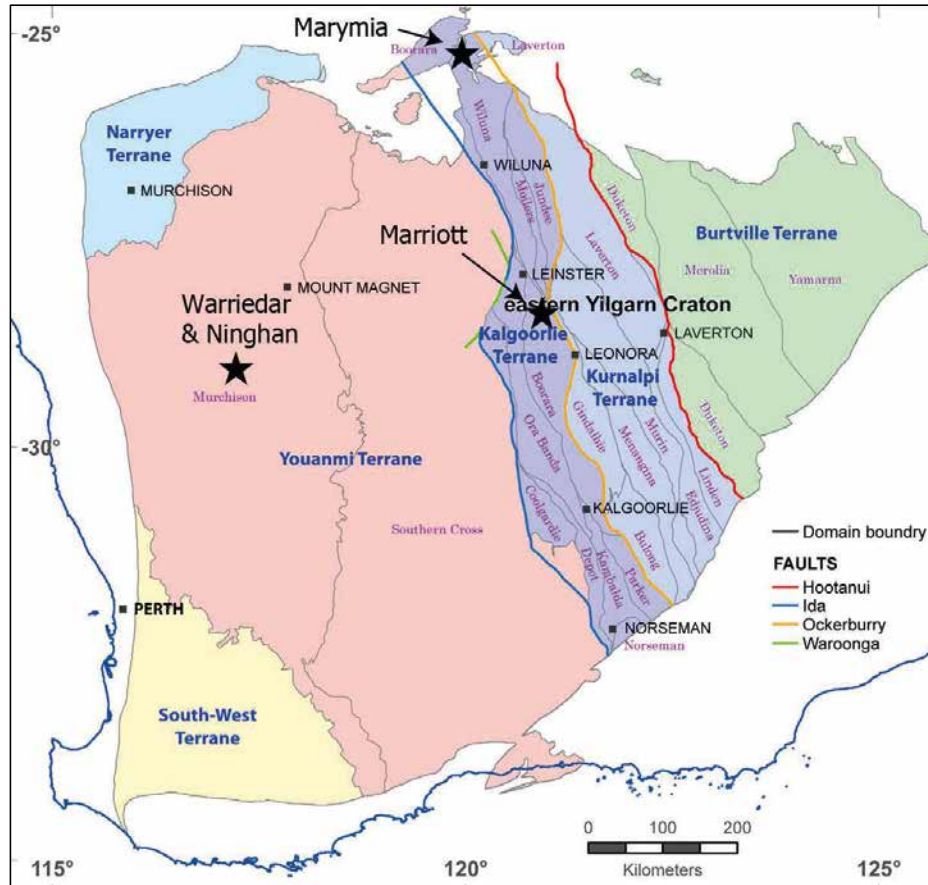 -25°
Marymia
Boorara
Laverton
Narryer
Terrane
MURCHISON
Wiluna
WILUNA
Moilers
Jundee
Duketon
Burtville Terrane
Laverton
Merolia
Yamarna
Marriott
LEINSTER
MOUNT MAGNET
eastern Yilgarn Craton
Warriedar
& Ninghan
Kalgoorlie
Terrane
LAVERTON
LEONORA
Kurnalpi
Terrane
Murchison
Boorara
Gindalbie
Duketon
-30°
Youanmi Terrane
Ora Banda
Menangina
Murin
Linden
Edjudina
Coolgardie
KALGOORLIE
Southern Cross
Bulong
Domain boundry
FAULTS
Hootanui
Ida
Ockerburry
Waroonga
Depot
Kambalda
Parker
PERTH
NORSEMAN
Norseman
South-West
Terrane
0 100 200
Kilometers
115° 120° 125°